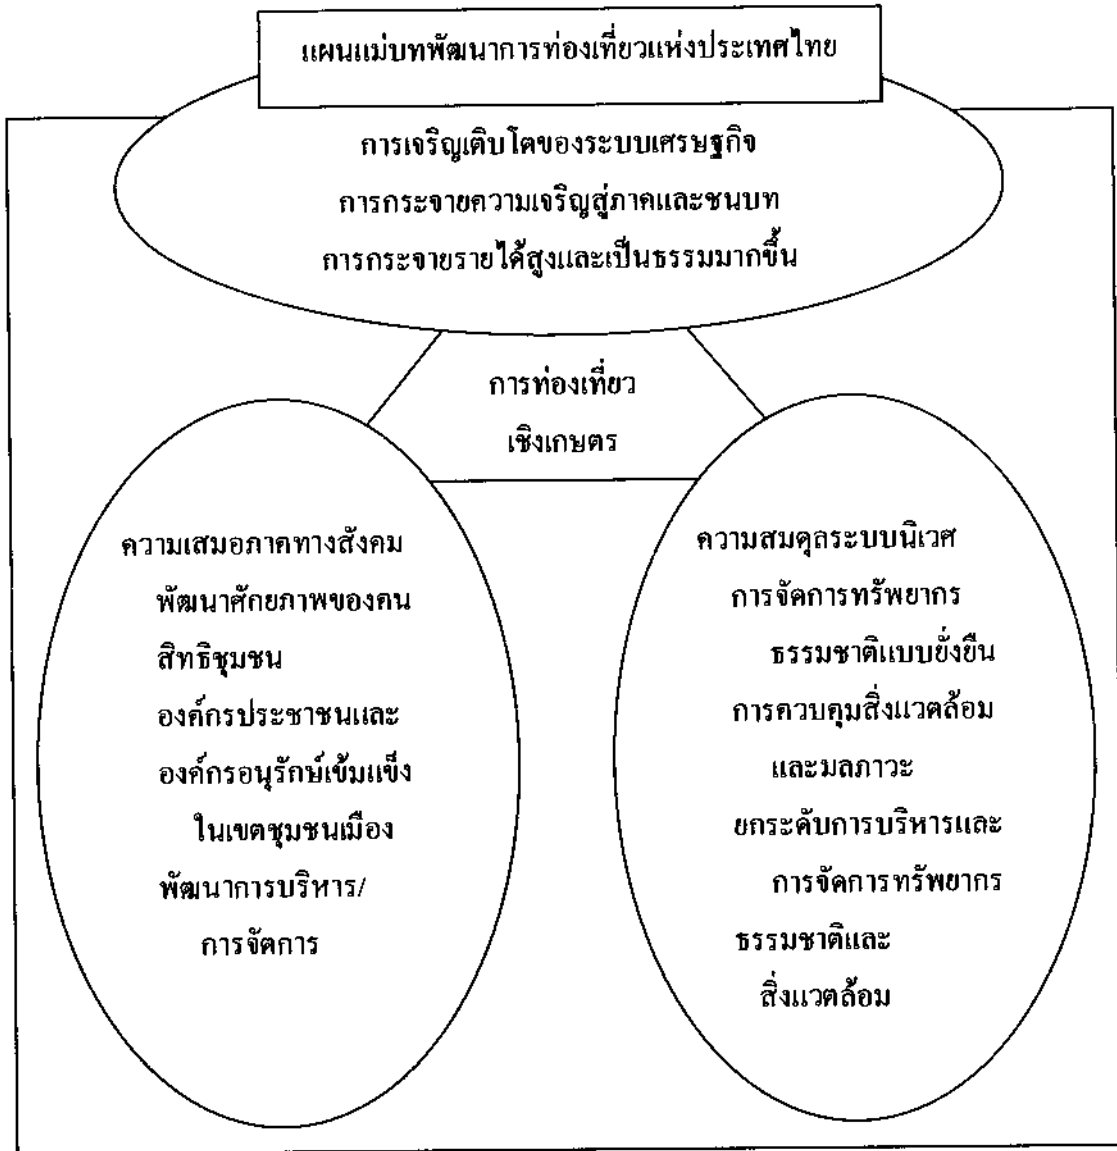 แผนแม่บทพัฒนาการท่องเที่ยวแห่งประเทศไทย
การเจริญเติบโตของระบบเศรษฐกิจ
การกระจายความเจริญสู่ภาคและชนบท
การกระจายรายได้สูงและเป็นธรรมมากขึ้น
การท่องเที่ยว
เชิงเกษตร
ความเสมอภาคทางสังคม
พัฒนาศักยภาพของคน
สิทธิชุมชน
องค์กรประชาชนและ
องค์กรอนุรักษ์เข้มแข็ง
ในเขตชุมชนเมือง
พัฒนาการบริหาร/
การจัดการ
ความสมดุลระบบนิเวศ
การจัดการทรัพยากร
ธรรมชาติแบบยั่งยืน
การควบคุมสิ่งแวดล้อม
และมลภาวะ
ยกระดับการบริหารและ
การจัดการทรัพยากร
ธรรมชาติและ
สิ่งแวดล้อม